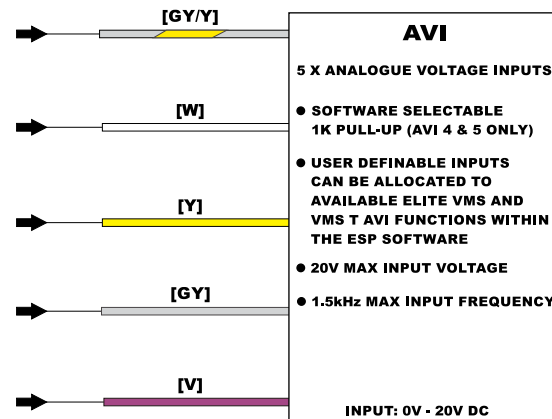 [GY/Y]
[W]
[Y]
[GY]
[V]
AVI
5 X ANALOGUE VOLTAGE INPUTS
● SOFTWARE SELECTABLE
1K PULL-UP (AVI 4 & 5 ONLY)
● USER DEFINABLE INPUTS
CAN BE ALLOCATED TO
AVAILABLE ELITE VMS AND
VMS T AVI FUNCTIONS WITHIN
THE ESP SOFTWARE
● 20V MAX INPUT VOLTAGE
● 1.5kHz MAX INPUT FREQUENCY
INPUT: 0V - 20V DC